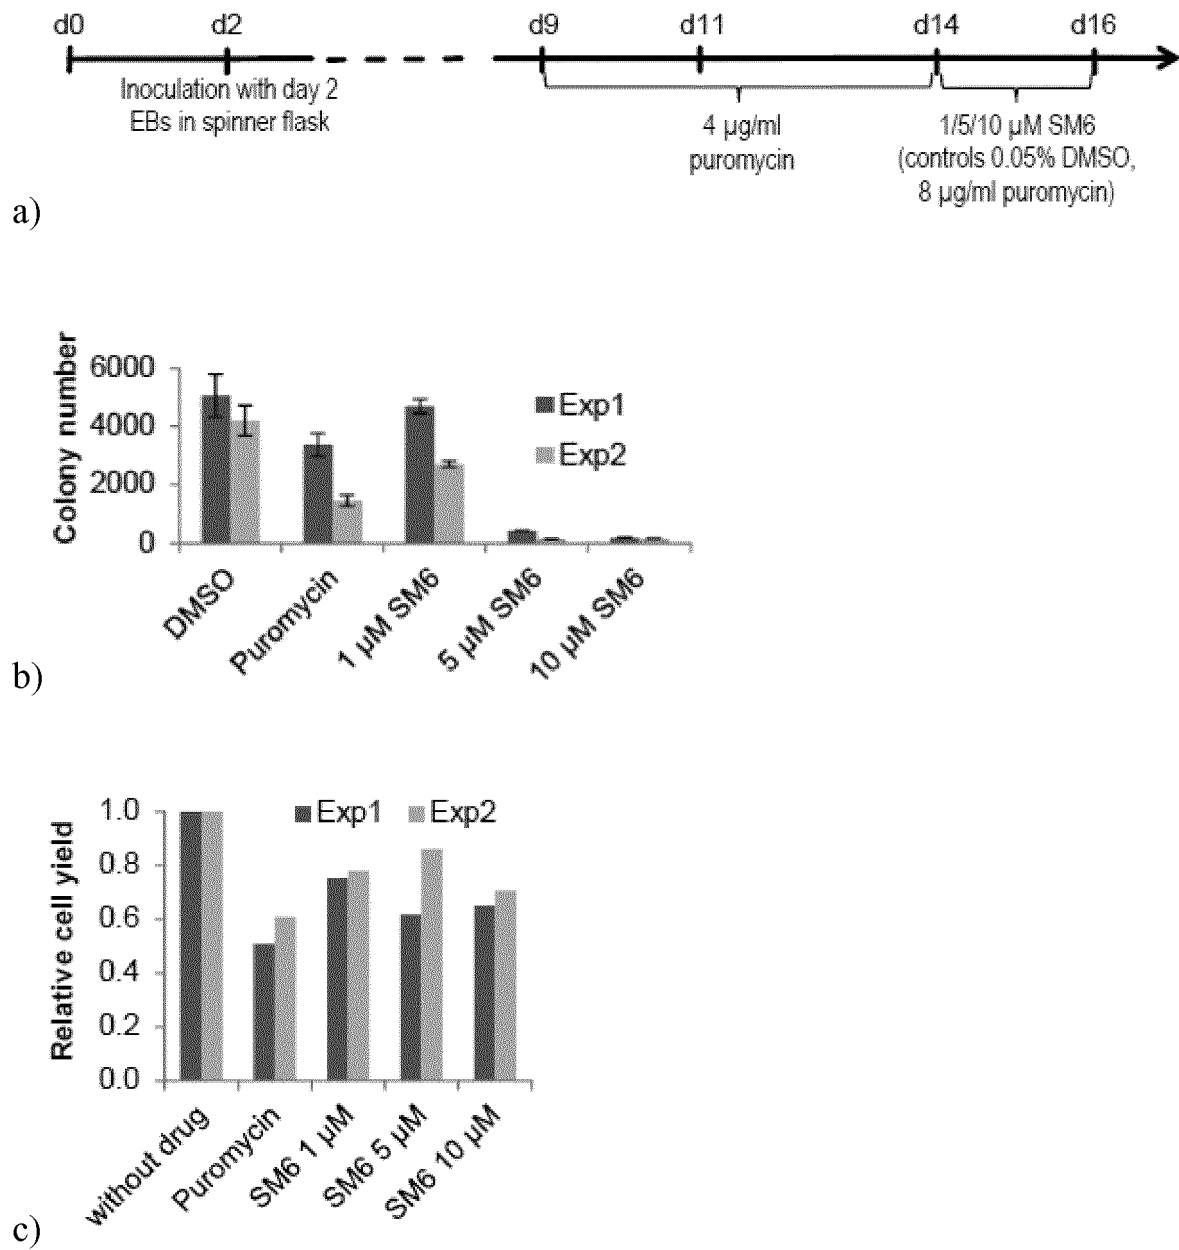 d0 d2 d9 d11 d14 d16
Inoculation with day 2
EBs in spinner flask
4 µg/ml
puromycin
1/5/10 µM SM6
(controls 0.05% DMSO,
8 µg/ml puromycin)
a)
Colony number
6000
4000
2000
0
Exp1
Exp2
DMSO
Puromycin
1 µM SM6
5 µM SM6
10 µM SM6
b)
Relative cell yield
1.0
0.8
0.6
0.4
0.2
0.0
Exp1 Exp2
without drug
Puromycin
SM6 1 µM
SM6 5 µM
SM6 10 µM
c)